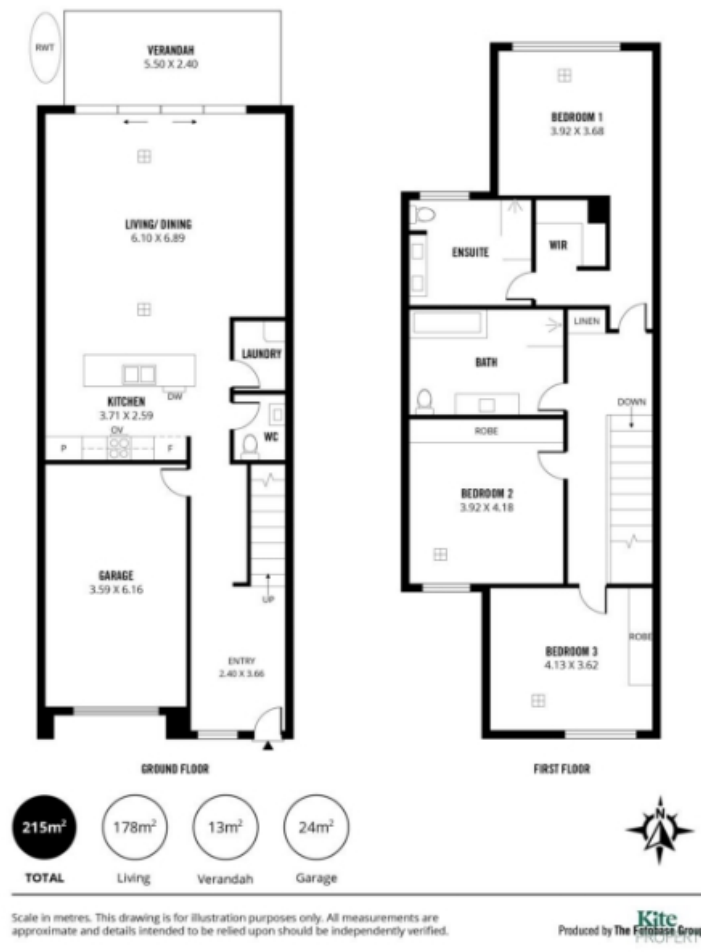 RWT
VERANDAH
5.50 X 2.40
LIVING/ DINING
6.10 X 6.89
LAUNDRY
KITCHEN
3.71 X 2.59
DW
OV
P
F
WC
GARAGE
3.59 X 6.16
UP
ENTRY
2.40 X 3.66
GROUND FLOOR
BEDROOM 1
3.92 X 3.68
ENSUITE
WIR
LINEN
BATH
DOWN
ROBE
BEDROOM 2
3.92 X 4.18
BEDROOM 3
4.13 X 3.62
ROBE
FIRST FLOOR
215m²
178m²
13m²
24m²
TOTAL
Living
Verandah
Garage
N
Scale in metres. This drawing is for illustration purposes only. All measurements are
approximate and details intended to be relied upon should be independently verified.
Kite
PROPERTY
Produced by The Fotobase Group